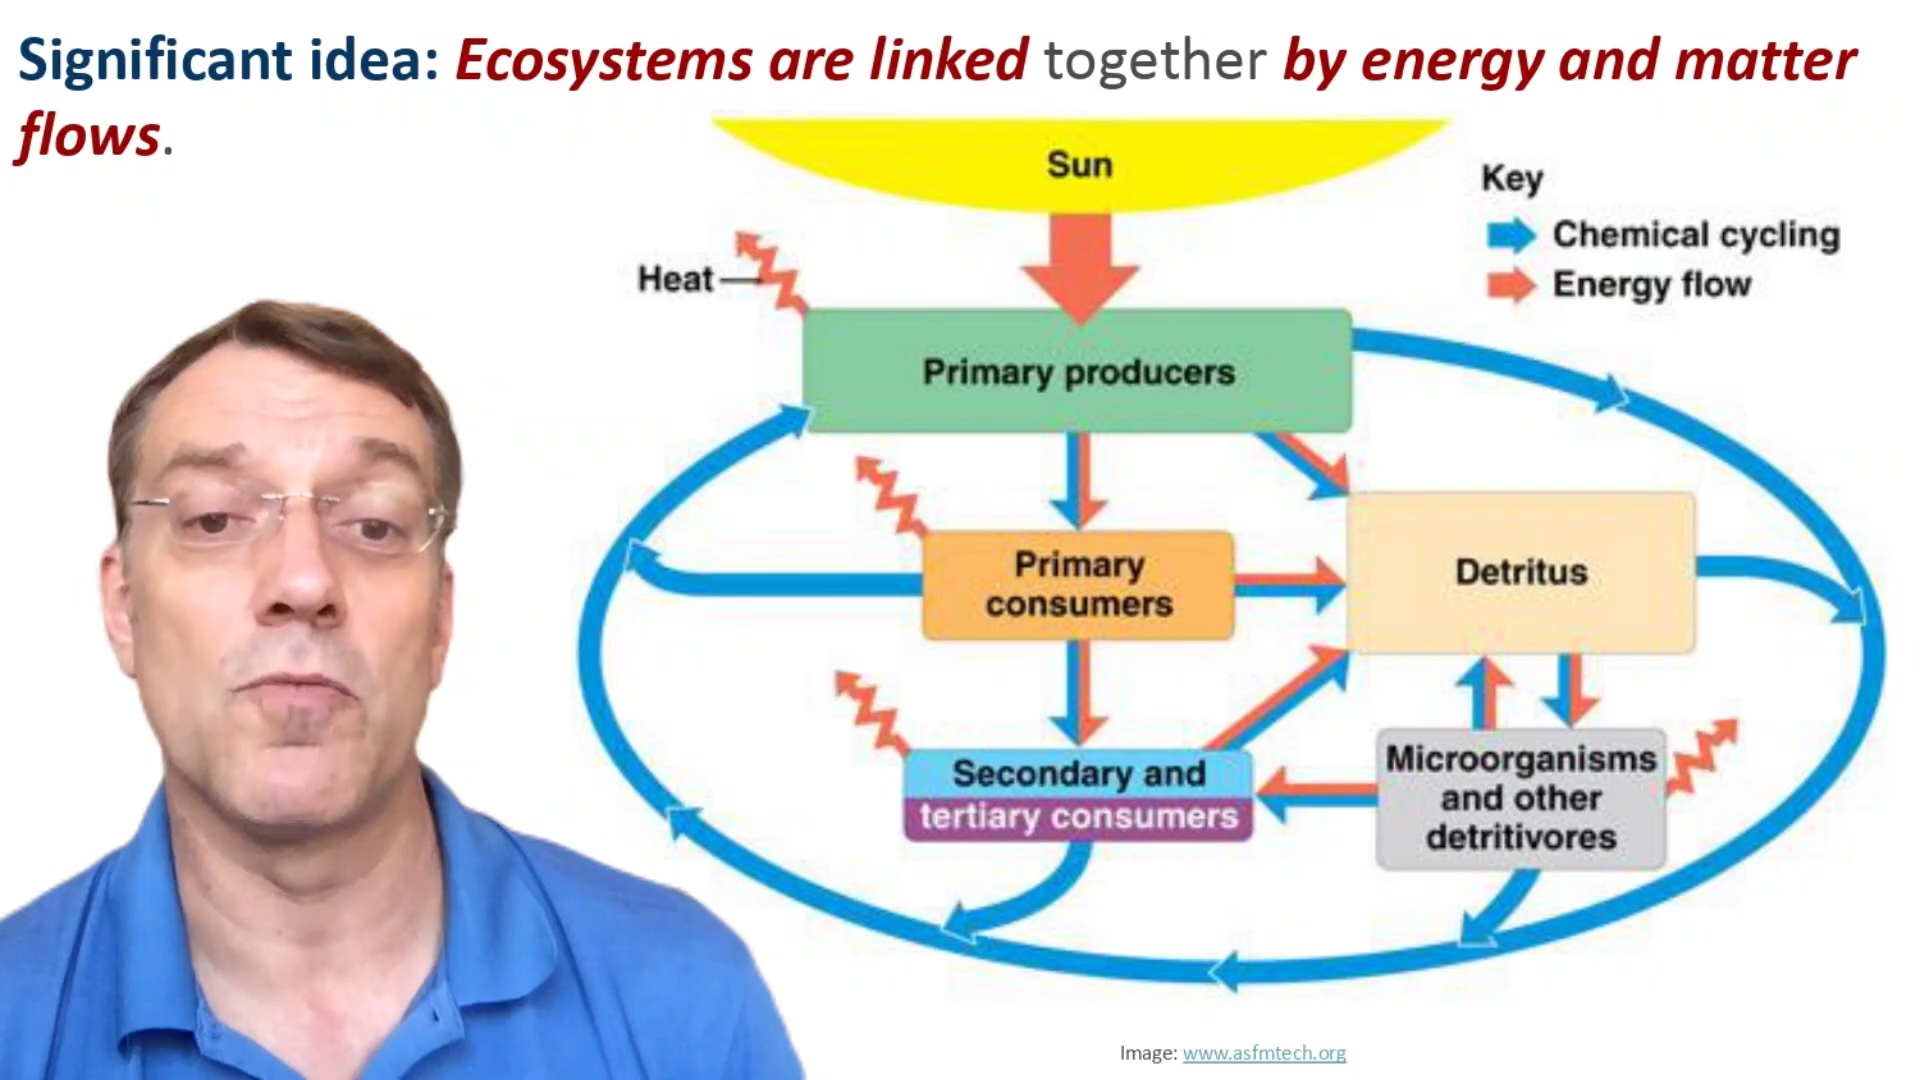 Significant idea: Ecosystems are linked together by energy and matter
flows.
Sun
Key
Chemical cycling
Energy flow
Heat
Primary producers
Primary
consumers
Detritus
Secondary and
tertiary consumers
Microorganisms
and other
detritivores
Image: www.asfmtech.org